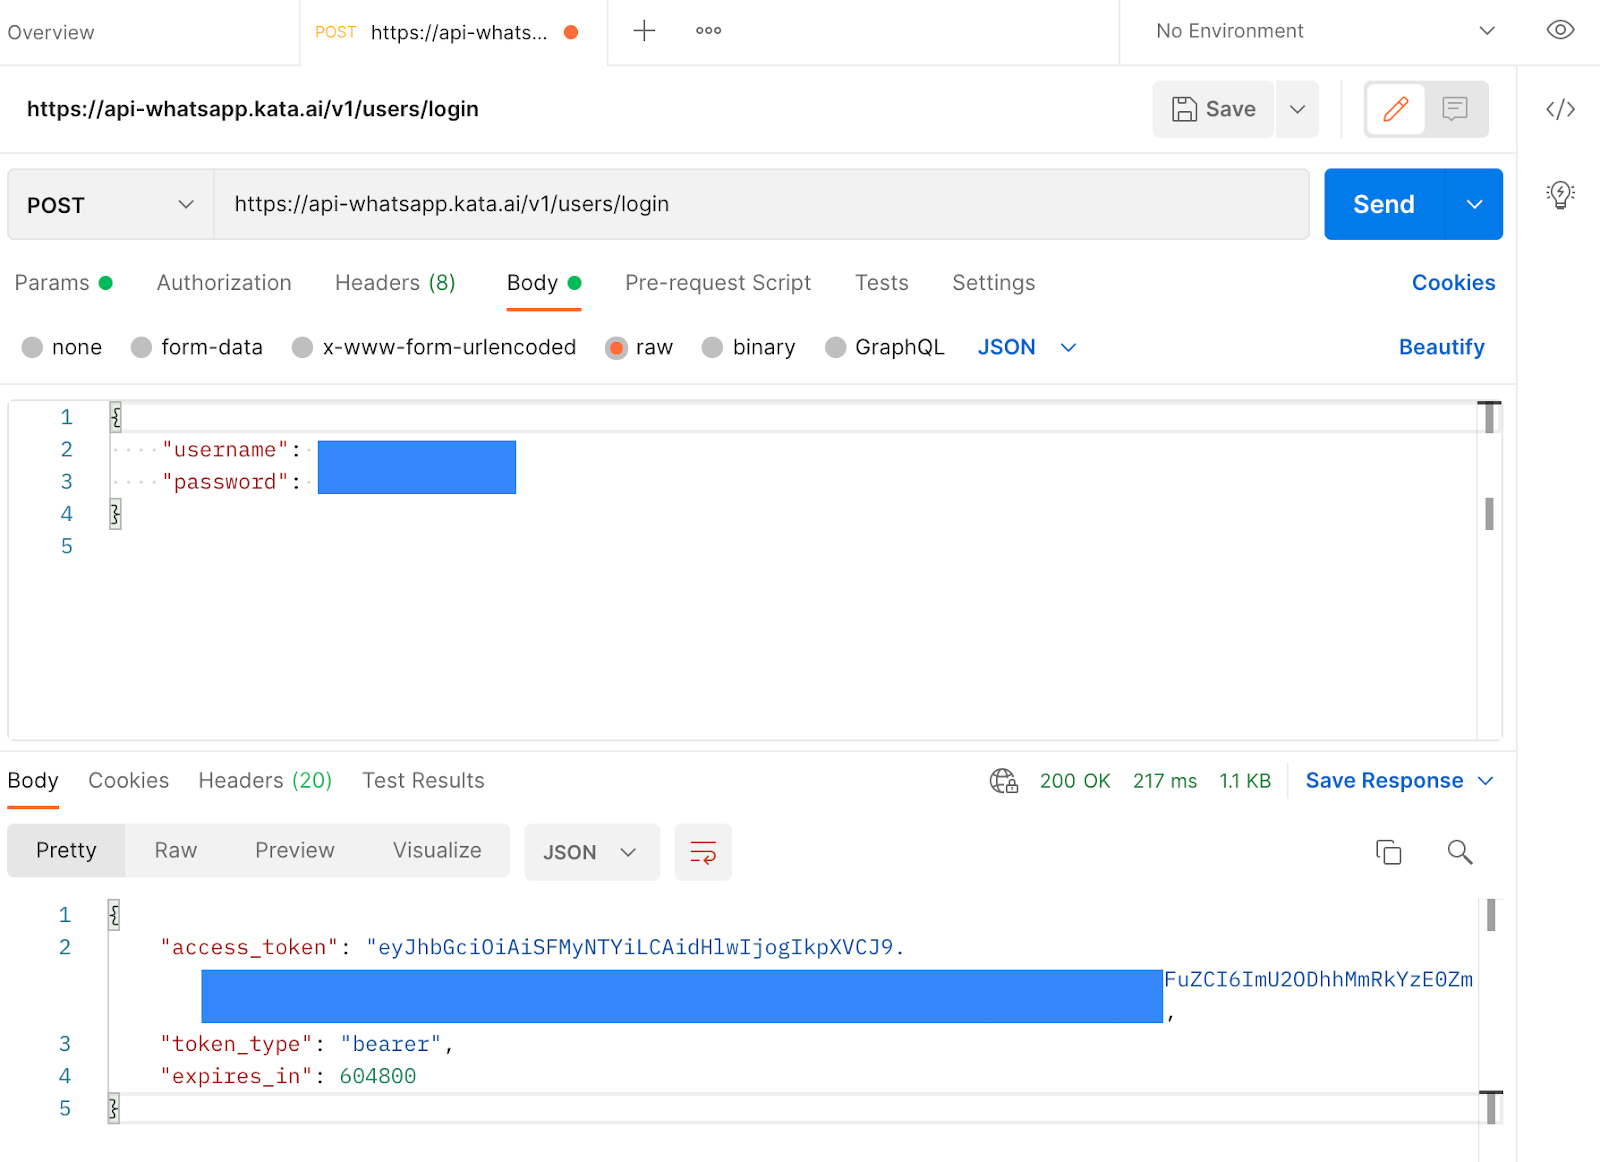 Overview POST https://api-whats... No Environment
https://api-whatsapp.kata.ai/v1/users/login Save
POST https://api-whatsapp.kata.ai/v1/users/login Send
Params Authorization Headers (8) Body Pre-request Script Tests Settings Cookies
none form-data x-www-form-urlencoded raw binary GraphQL JSON Beautify
1 {
2 "username":
3 "password":
4 }
5
Body Cookies Headers (20) Test Results 200 OK 217 ms 1.1 KB Save Response
Pretty Raw Preview Visualize JSON
1 {
2 "access_token": "eyJhbGciOiAiSFMyNTYiLCAidHlwIjogIkpXVCJ9.
FuZCI6ImU2ODhhMmRkYzE0Zm
,
3 "token_type": "bearer",
4 "expires_in": 604800
5 }